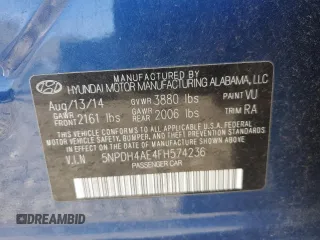 MANUFACTURED BY
HYUNDAI MOTOR MANUFACTURING ALABAMA, LLC
Aug/13/14 GVWR 3880 lbs PAINT VU
GAWR FRONT 2161 lbs GAWR REAR 2006 lbs TRIM RA
THIS VEHICLE CONFORMS TO ALL APPLICABLE U.S. FEDERAL
MOTOR VEHICLE SAFETY, BUMPER, AND THEFT PREVENTION
STANDARDS IN EFFECT ON THE DATE OF MANUFACTURE SHOWN ABOVE.
V.I.N 5NPDH4AE4FH574236
PASSENGER CAR
DREAMBID